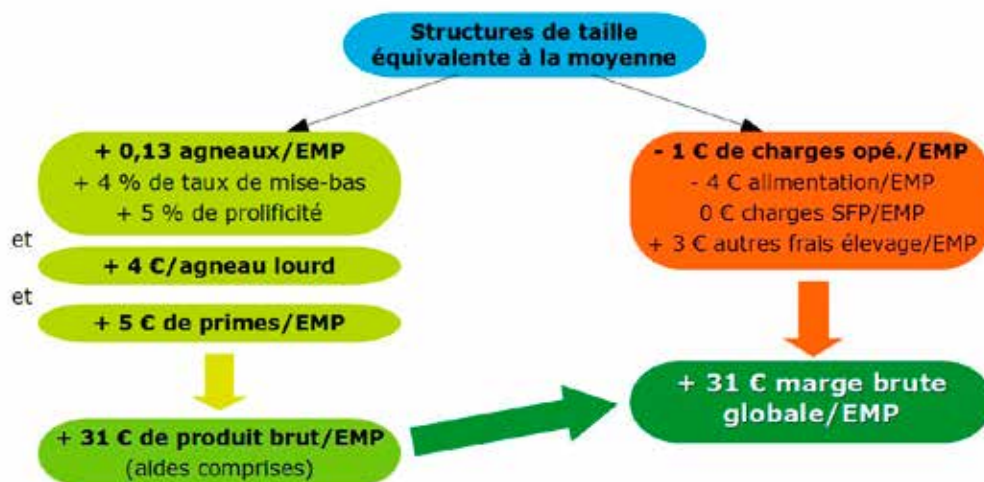 Structures de taille
équivalente à la moyenne
+ 0,13 agneaux/EMP
+ 4 % de taux de mise-bas
+ 5 % de prolificité
et
+ 4 €/agneau lourd
et
+ 5 € de primes/EMP
+ 31 € de produit brut/EMP
(aides comprises)
- 1 € de charges opé./EMP
- 4 € alimentation/EMP
0 € charges SFP/EMP
+ 3 € autres frais élevage/EMP
+ 31 € marge brute
globale/EMP